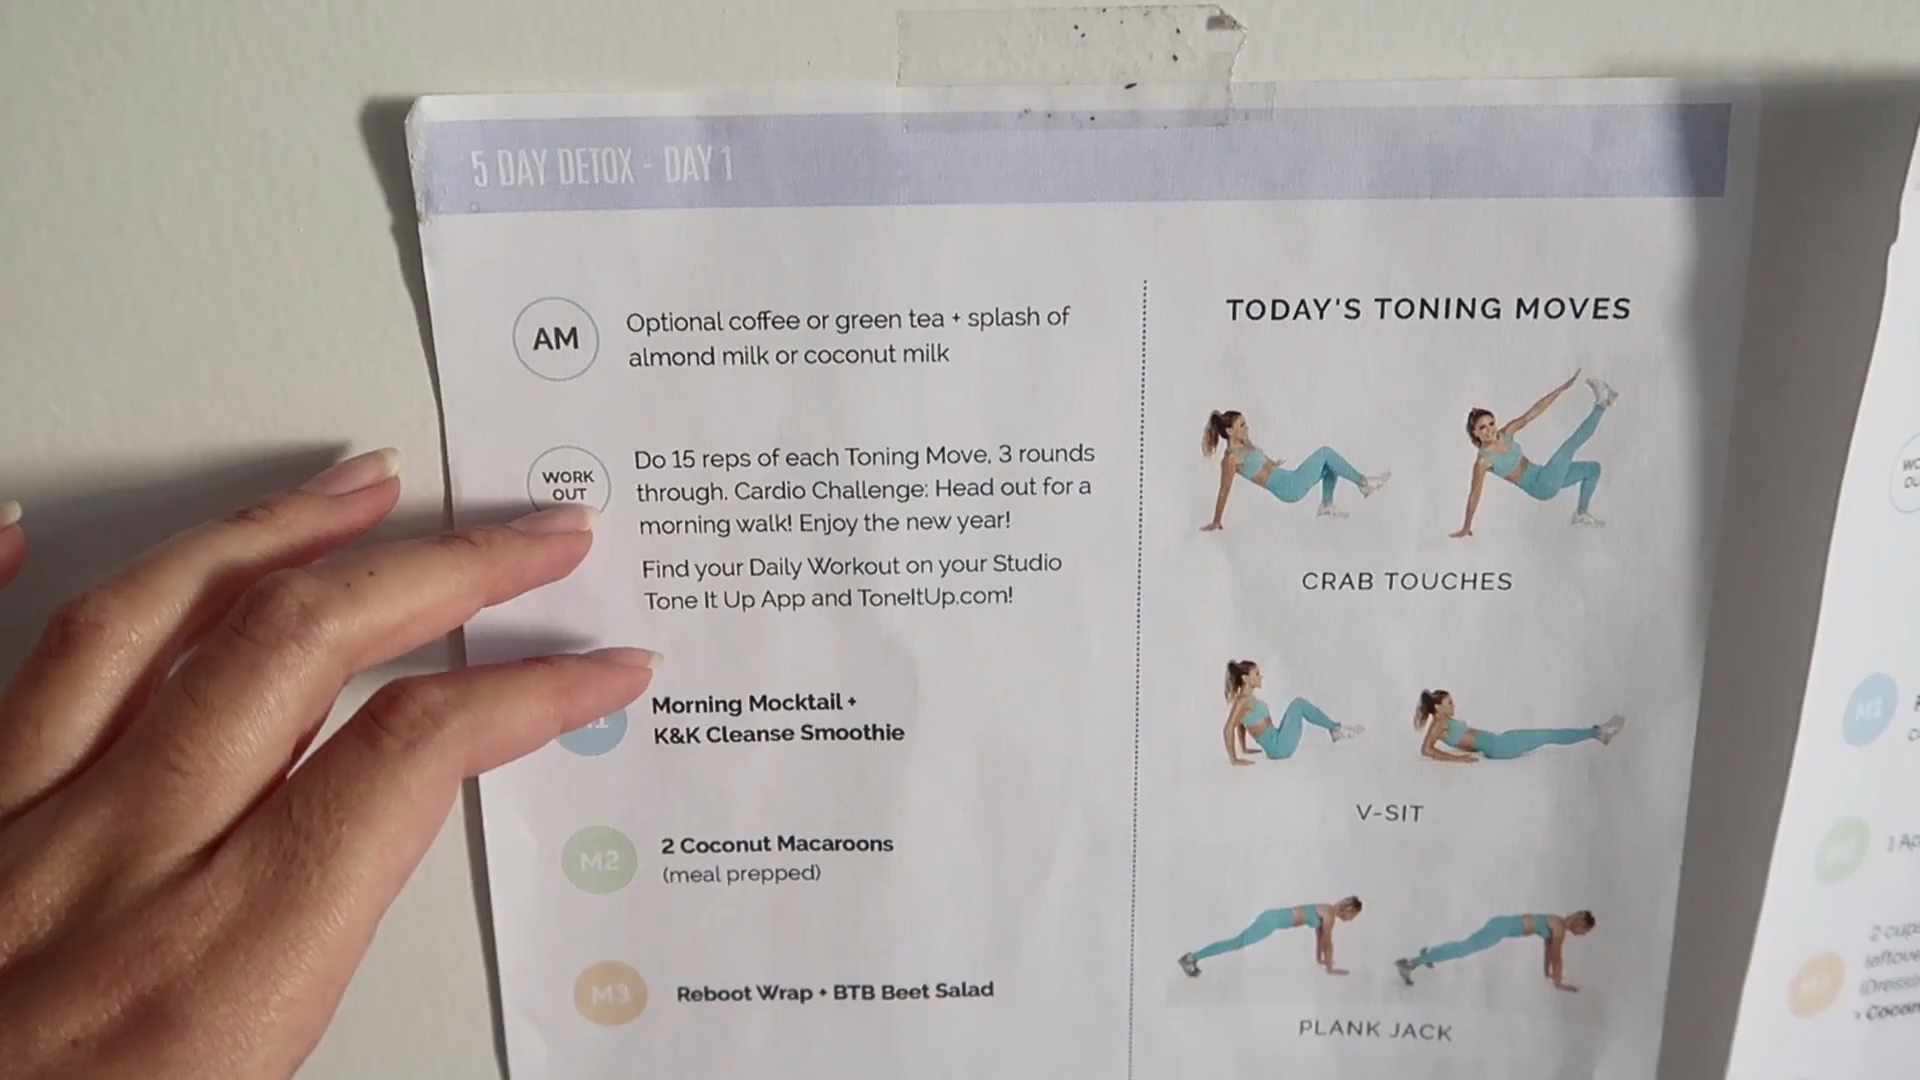 5 DAY DETOX - DAY 1
AM
Optional coffee or green tea + splash of
almond milk or coconut milk
WORK
OUT
Do 15 reps of each Toning Move, 3 rounds
through. Cardio Challenge: Head out for a
morning walk! Enjoy the new year!
Find your Daily Workout on your Studio
Tone It Up App and ToneItUp.com!
Morning Mocktail +
K&K Cleanse Smoothie
M2
2 Coconut Macaroons
(meal prepped)
M3
Reboot Wrap + BTB Beet Salad
TODAY'S TONING MOVES
CRAB TOUCHES
V-SIT
PLANK JACK
M1
2 cups